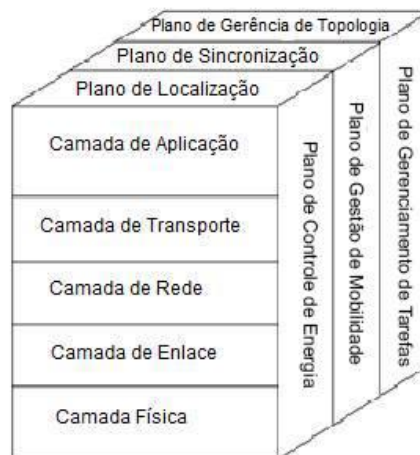 Plano de Gerência de Topologia
Plano de Sincronização
Plano de Localização
Camada de Aplicação
Camada de Transporte
Camada de Rede
Camada de Enlace
Camada Física
Plano de Controle de Energia
Plano de Gestão de Mobilidade
Plano de Gerenciamento de Tarefas